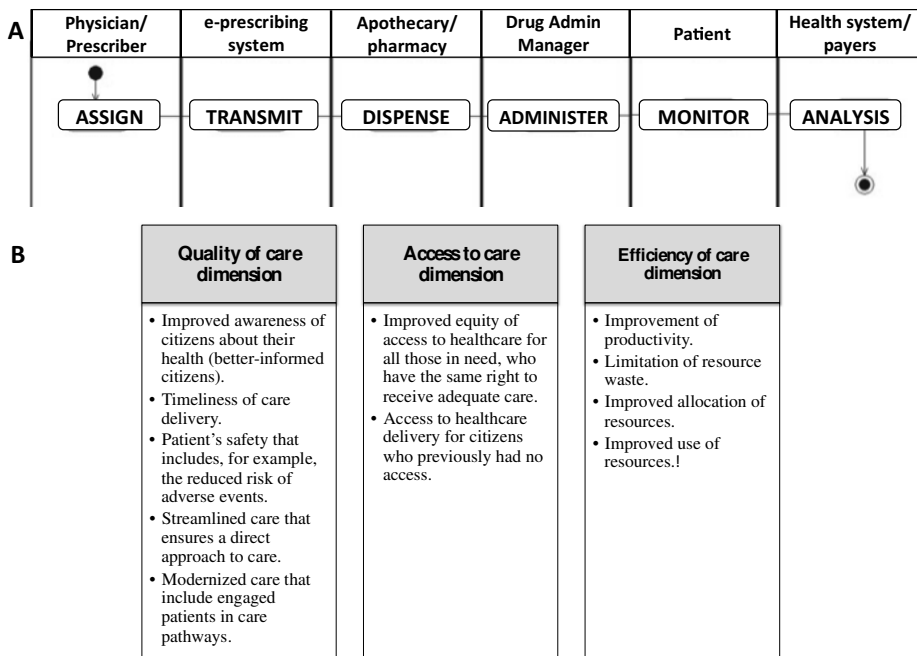 A
Physician/
Prescriber
e-prescribing
system
Apothecary/
pharmacy
Drug Admin
Manager
Patient
Health system/
payers
ASSIGN
TRANSMIT
DISPENSE
ADMINISTER
MONITOR
ANALYSIS
B
Quality of care
dimension
• Improved awareness of
citizens about their
health (better-informed
citizens).
• Timeliness of care
delivery.
• Patient’s safety that
includes, for example,
the reduced risk of
adverse events.
• Streamlined care that
ensures a direct
approach to care.
• Modernized care that
include engaged
patients in care
pathways.
Access to care
dimension
• Improved equity of
access to healthcare for
all those in need, who
have the same right to
receive adequate care.
• Access to healthcare
delivery for citizens
who previously had no
access.
Efficiency of care
dimension
• Improvement of
productivity.
• Limitation of resource
waste.
• Improved allocation of
resources.
• Improved use of
resources.!